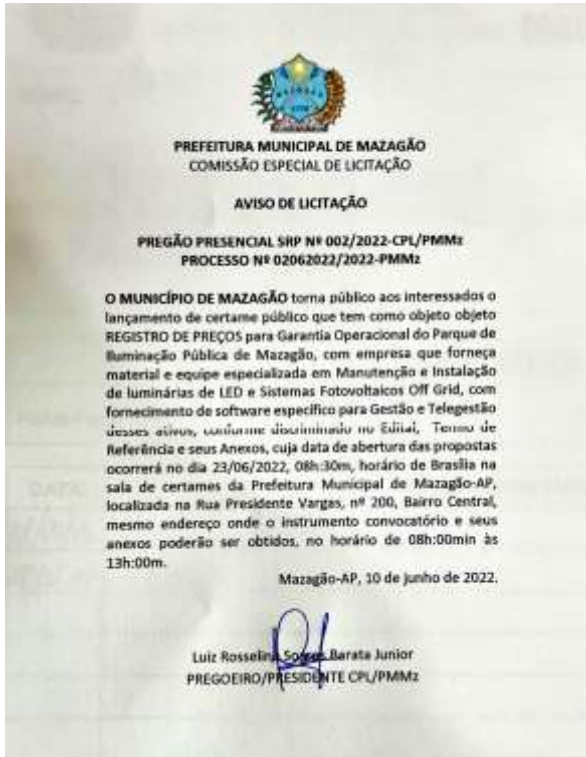 MAZAGÃO
PREFEITURA MUNICIPAL DE MAZAGÃO
COMISSÃO ESPECIAL DE LICITAÇÃO
AVISO DE LICITAÇÃO
PREGÃO PRESENCIAL SRP Nº 002/2022-CPL/PMMz
PROCESSO Nº 02062022/2022-PMMz
O MUNICÍPIO DE MAZAGÃO torna público aos interessados o
lançamento de certame público que tem como objeto objeto
REGISTRO DE PREÇOS para Garantia Operacional do Parque de
Iluminação Pública de Mazagão, com empresa que forneça
material e equipe especializada em Manutenção e Instalação
de luminárias de LED e Sistemas Fotovoltaicos Off Grid, com
fornecimento de software específico para Gestão e Telegestão
desses ativos, conforme discriminado no Edital, Termo de
Referência e seus Anexos, cuja data de abertura das propostas
ocorrerá no dia 23/06/2022, 08h:30m, horário de Brasília na
sala de certames da Prefeitura Municipal de Mazagão-AP,
localizada na Rua Presidente Vargas, nº 200, Bairro Central,
mesmo endereço onde o instrumento convocatório e seus
anexos poderão ser obtidos, no horário de 08h:00min às
13h:00m.
Mazagão-AP, 10 de junho de 2022.
Luiz Rosselini Barata Junior
PREGOEIRO/PRESIDENTE CPL/PMMz